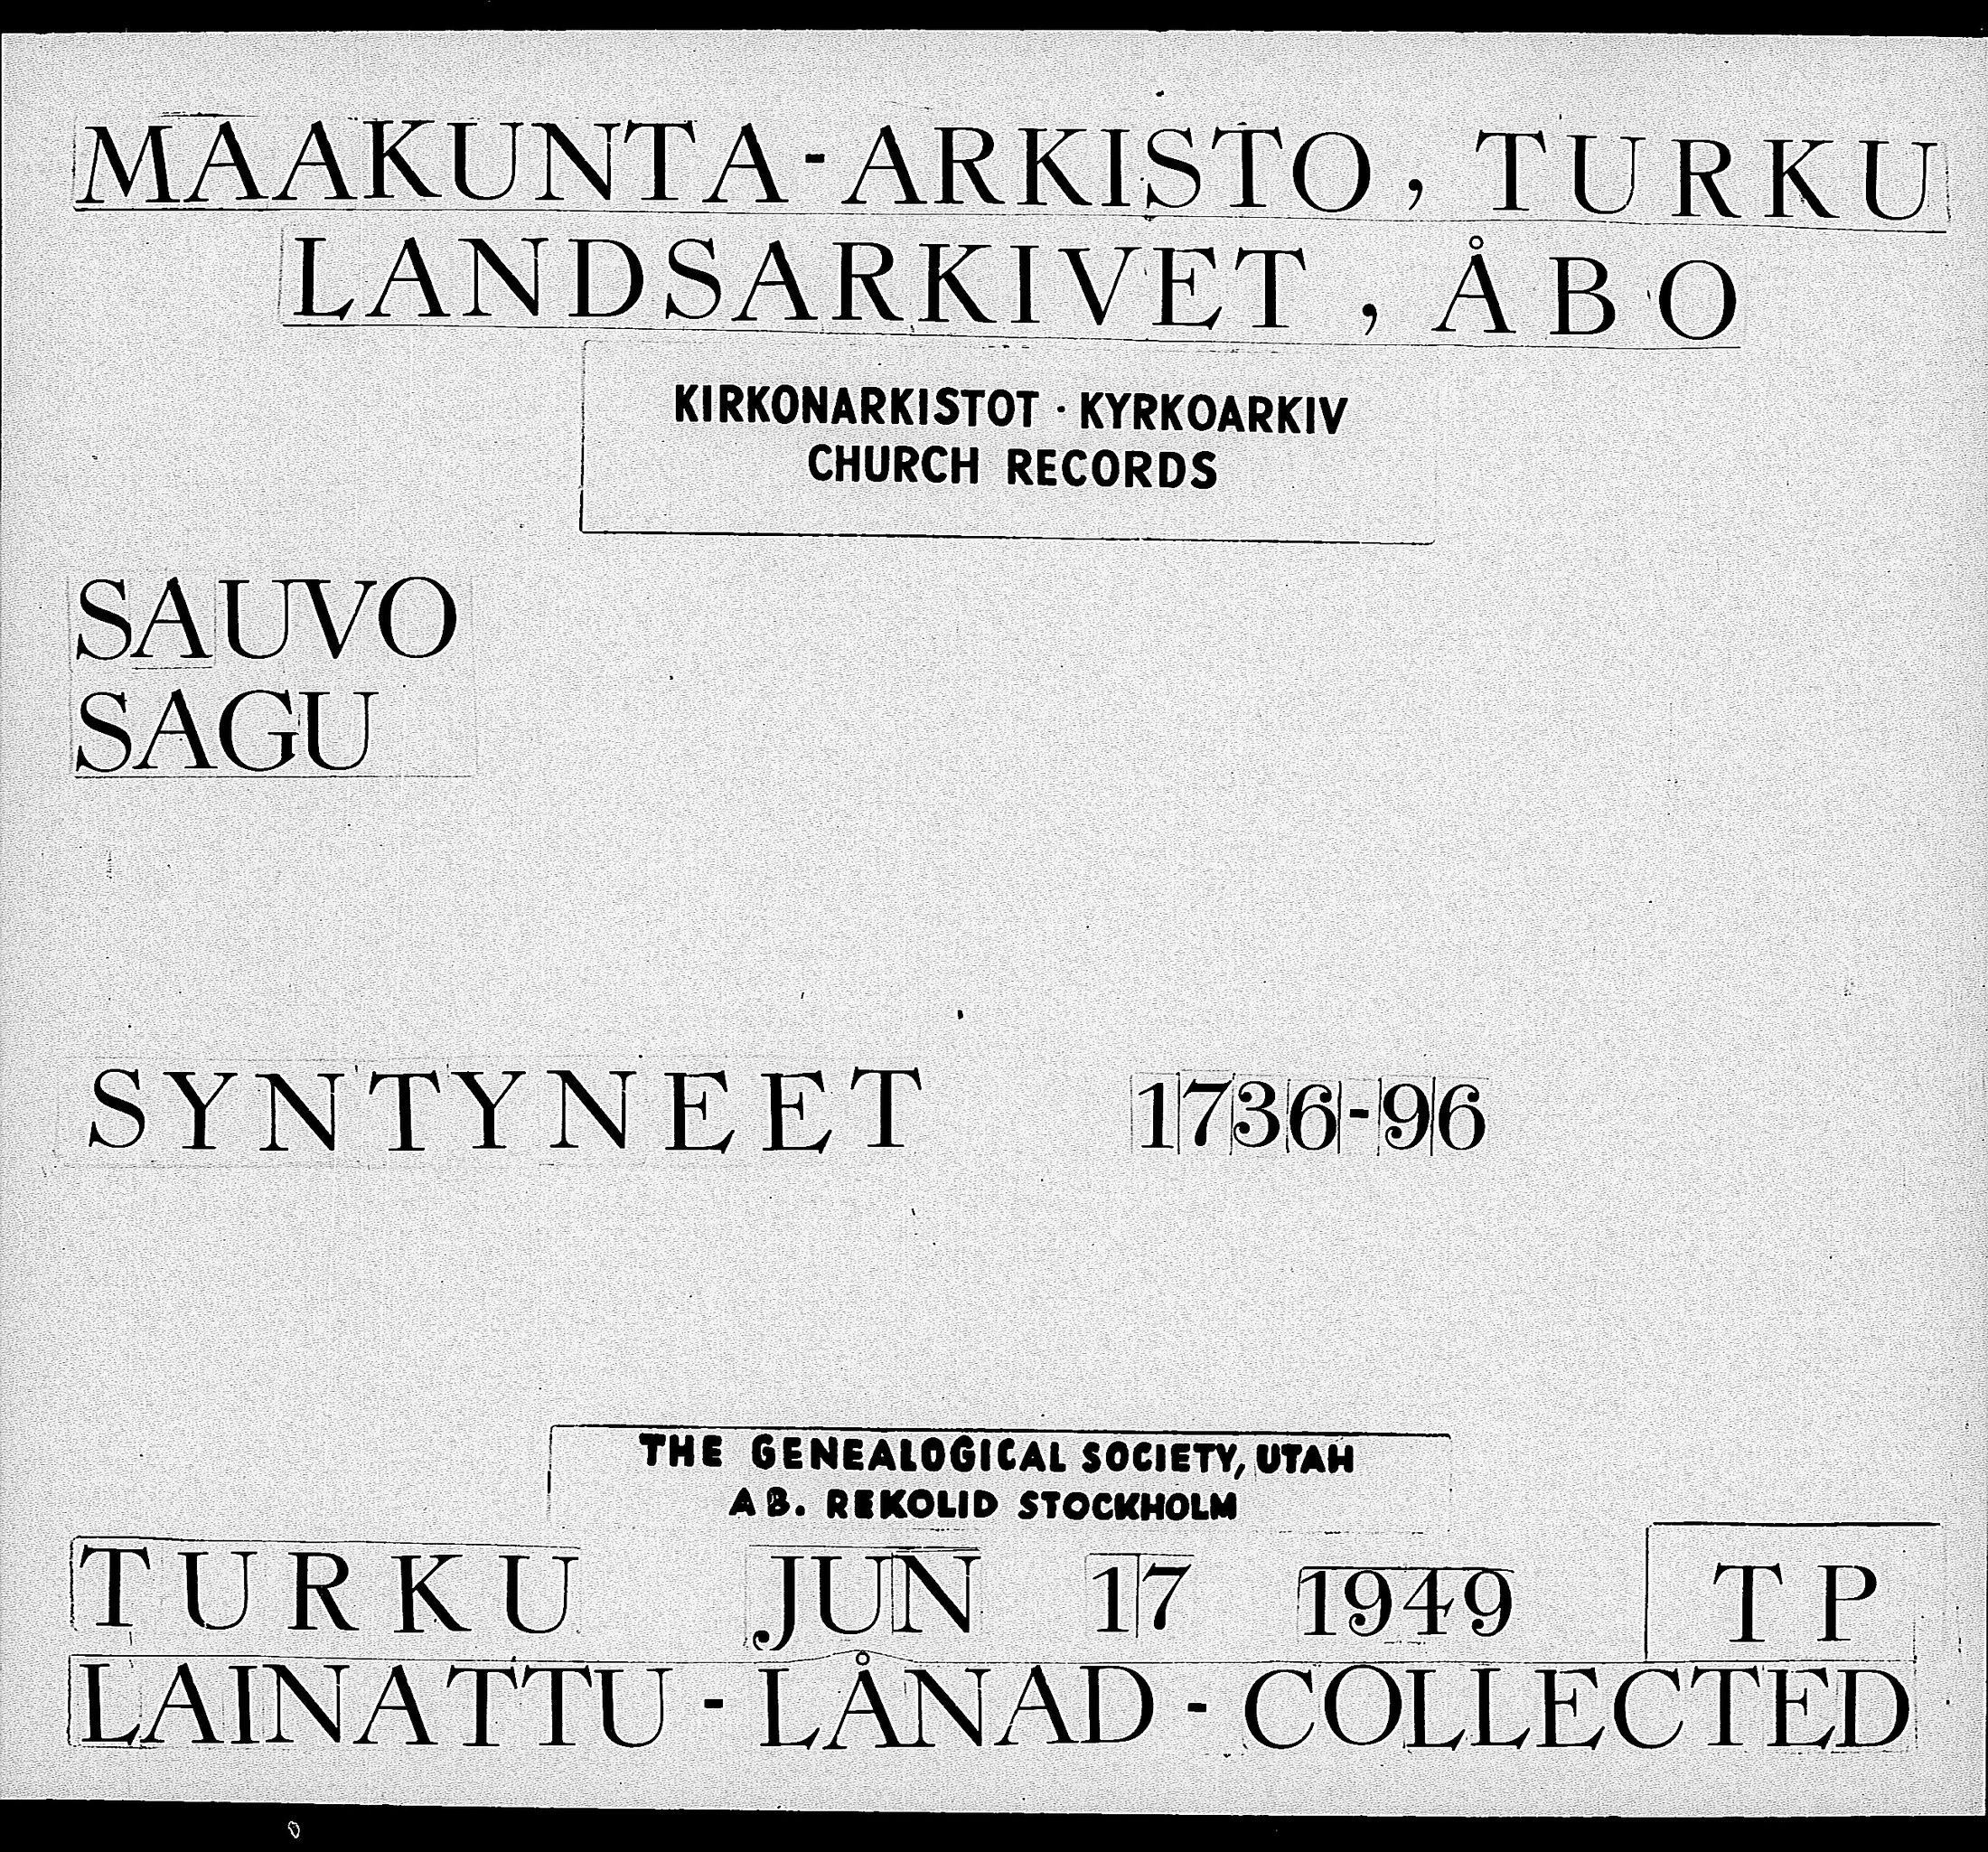 MAAKUNTA-ARKISTO, TURKU
LANDSARKIVET, ÅBO
KIRKONARKISTOT · KYRKOARKIV
CHURCH RECORDS
SAUVO
SAGU
SYNTYNEET 1736-96
THE GENEALOGICAL SOCIETY, UTAH
AB. REKOLID STOCKHOLM
TURKU JUN 17 1949 TP
LAINATTU - LÅNAD - COLLECTED